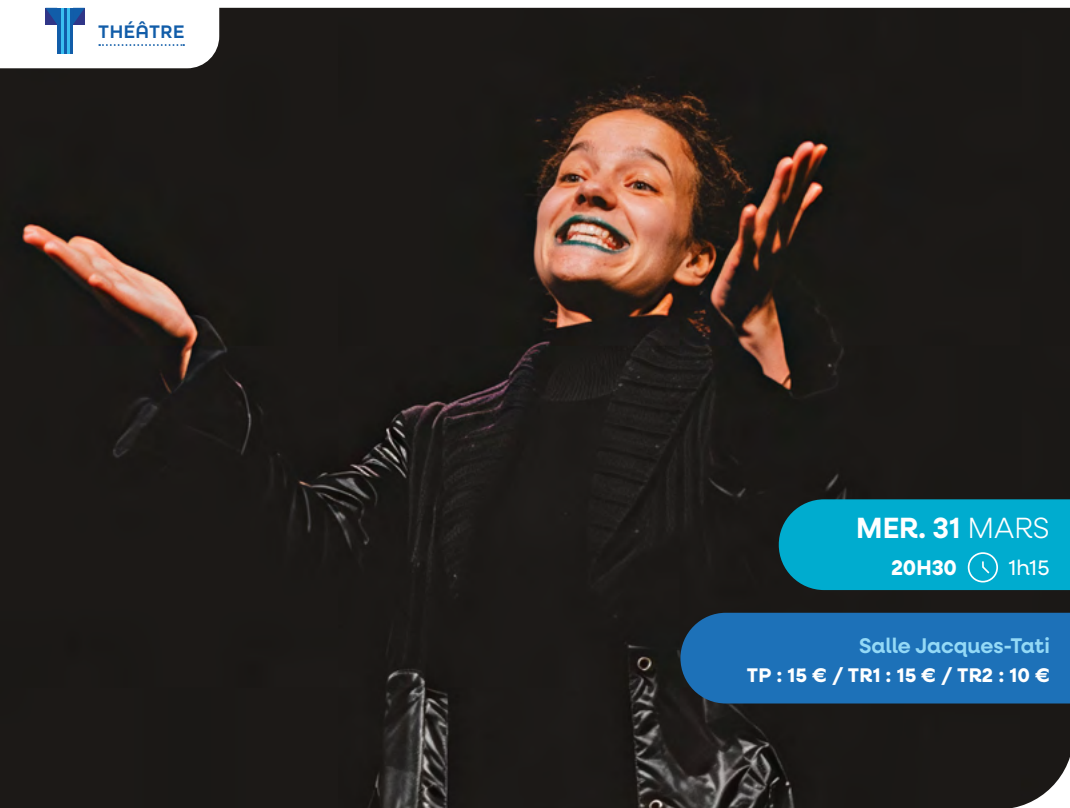 THÉÂTRE
MER. 31 MARS
20H30 1h15
Salle Jacques-Tati
TP : 15 € / TR1 : 15 € / TR2 : 10 €